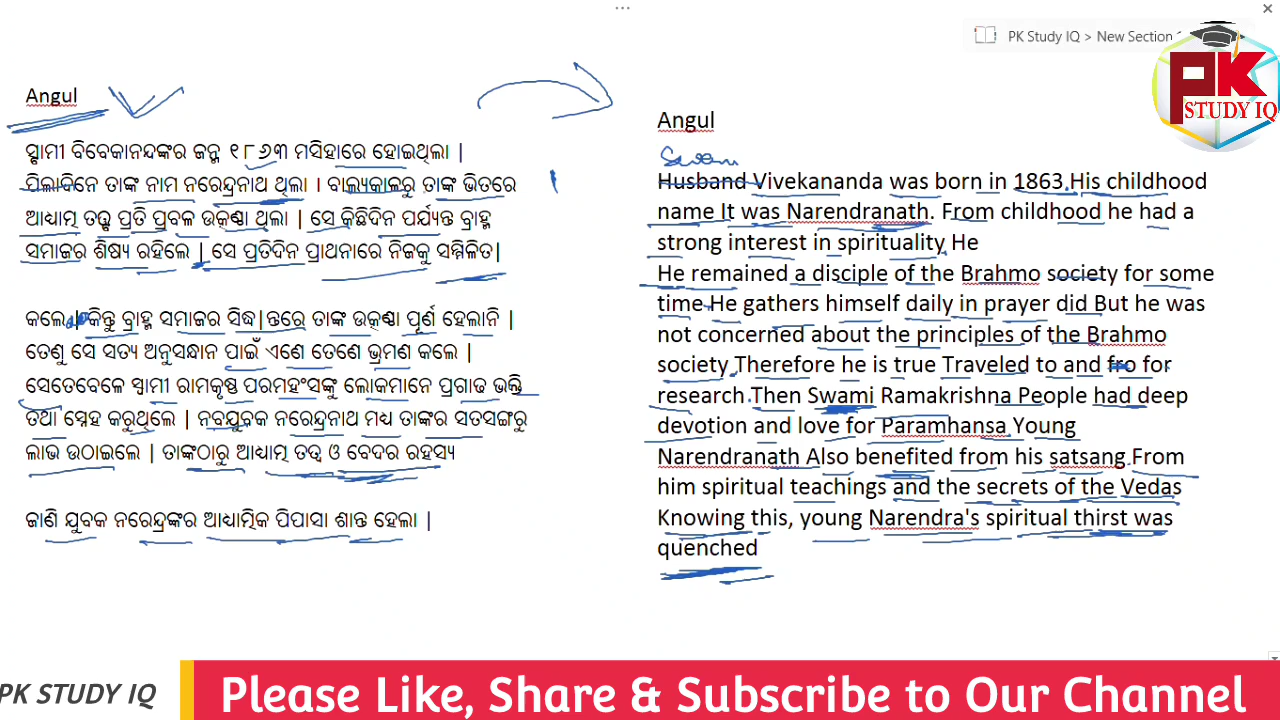 PK Study IQ > New Section
PK
STUDY IQ
Angul
ସ୍ବାମୀ ବିବେକାନନ୍ଦଙ୍କର ଜନ୍ମ ୧୮୬୩ ମସିହାରେ ହୋଇଥିଲା |
ପିଲାଦିନେ ତାଙ୍କ ନାମ ନରେନ୍ଦ୍ରନାଥ ଥିଲା । ବାଲ୍ୟକାଳରୁ ତାଙ୍କ ଭିତରେ
ଆଧ୍ୟାତ୍ମ ତତ୍ତ୍ୱ ପ୍ରତି ପ୍ରବଳ ଉତ୍କଣ୍ଠା ଥିଲା | ସେ କିଛିଦିନ ପର୍ଯ୍ୟନ୍ତ ବ୍ରାହ୍ମ
ସମାଜର ଶିଷ୍ୟ ରହିଲେ | ସେ ପ୍ରତିଦିନ ପ୍ରାଥନାରେ ନିଜକୁ ସମ୍ମିଳିତ|
କଲେ | କିନ୍ତୁ ବ୍ରାହ୍ମ ସମାଜର ସିଦ୍ଧ|ନ୍ତରେ ତାଙ୍କ ଉତ୍କଣ୍ଠା ପୂର୍ଣ ହେଲାନି |
ତେଣୁ ସେ ସତ୍ୟ ଅନୁସନ୍ଧାନ ପାଇଁ ଏଣେ ତେଣେ ଭ୍ରମଣ କଲେ |
ସେତେବେଳେ ସ୍ବାମୀ ରାମକୃଷ୍ଣ ପରମହଂସଙ୍କୁ ଲୋକମାନେ ପ୍ରଗାଢ ଭକ୍ତି
ତଥା ସ୍ନେହ କରୁଥିଲେ | ନବଯୁବକ ନରେନ୍ଦ୍ରନାଥ ମଧ୍ୟ ତାଙ୍କର ସତସଙ୍ଗରୁ
ଲାଭ ଉଠାଇଲେ | ତାଙ୍କଠାରୁ ଆଧ୍ୟାତ୍ମ ତତ୍ୱ ଓ ବେଦର ରହସ୍ୟ
ଜାଣି ଯୁବକ ନରେନ୍ଦ୍ରଙ୍କର ଆଧ୍ୟାତ୍ମିକ ପିପାସା ଶାନ୍ତ ହେଲା |
Angul
Swami
Husband Vivekananda was born in 1863.His childhood
name It was Narendranath. From childhood he had a
strong interest in spirituality. He
He remained a disciple of the Brahmo society for some
time He gathers himself daily in prayer did But he was
not concerned about the principles of the Brahmo
society.Therefore he is true Traveled to and fro for
research.Then Swami Ramakrishna People had deep
devotion and love for Paramhansa.Young
Narendranath Also benefited from his satsang.From
him spiritual teachings and the secrets of the Vedas
Knowing this, young Narendra's spiritual thirst was
quenched
PK STUDY IQ
Please Like, Share & Subscribe to Our Channel